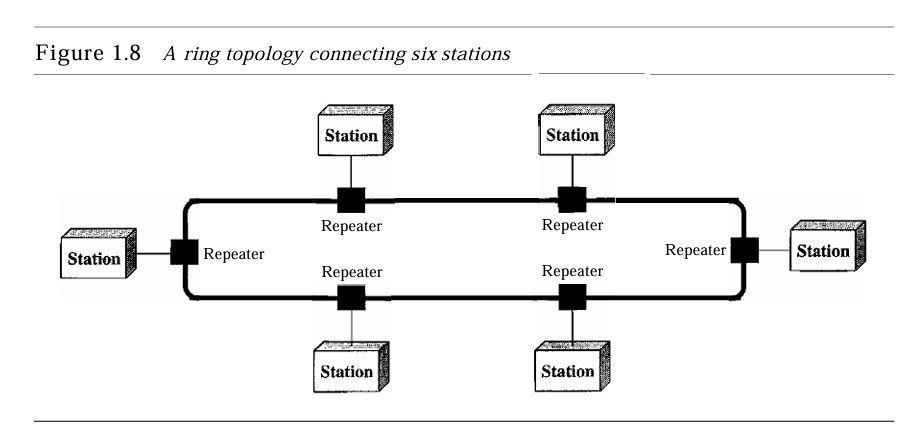 Figure 1.8 A ring topology connecting six stations
Station Station
Repeater Repeater
Station Repeater Repeater Station
Repeater Repeater
Station Station